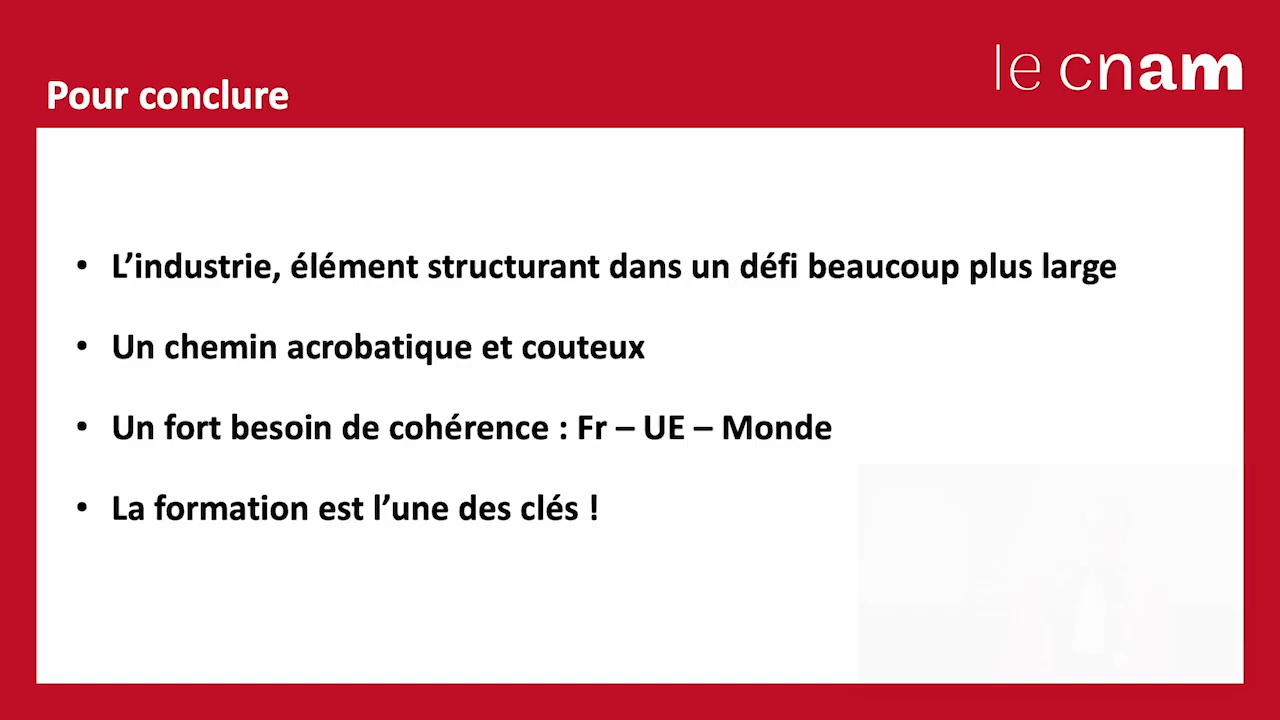 le cnam
Pour conclure
• L’industrie, élément structurant dans un défi beaucoup plus large
• Un chemin acrobatique et couteux
• Un fort besoin de cohérence : Fr – UE – Monde
• La formation est l’une des clés !